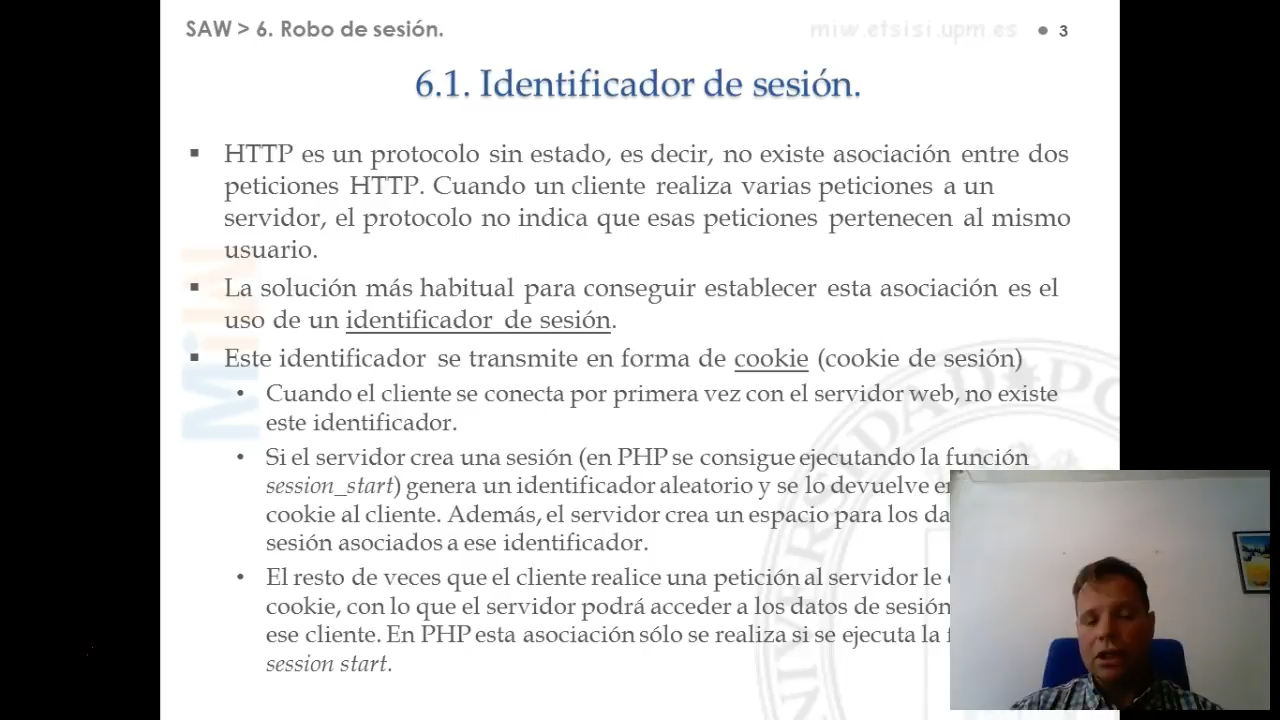 SAW > 6. Robo de sesión.
miw.etsisi.upm.es
3
6.1. Identificador de sesión.
HTTP es un protocolo sin estado, es decir, no existe asociación entre dos
peticiones HTTP. Cuando un cliente realiza varias peticiones a un
servidor, el protocolo no indica que esas peticiones pertenecen al mismo
usuario.
La solución más habitual para conseguir establecer esta asociación es el
uso de un identificador de sesión.
Este identificador se transmite en forma de cookie (cookie de sesión)
• Cuando el cliente se conecta por primera vez con el servidor web, no existe
este identificador.
• Si el servidor crea una sesión (en PHP se consigue ejecutando la función
session_start) genera un identificador aleatorio y se lo devuelve
cookie al cliente. Además, el servidor crea un espacio para los
sesión asociados a ese identificador.
• El resto de veces que el cliente realice una petición al servidor le
cookie, con lo que el servidor podrá acceder a los datos de sesión
ese cliente. En PHP esta asociación sólo se realiza si se ejecuta la
session start.
MiW
UNIVERSIDAD